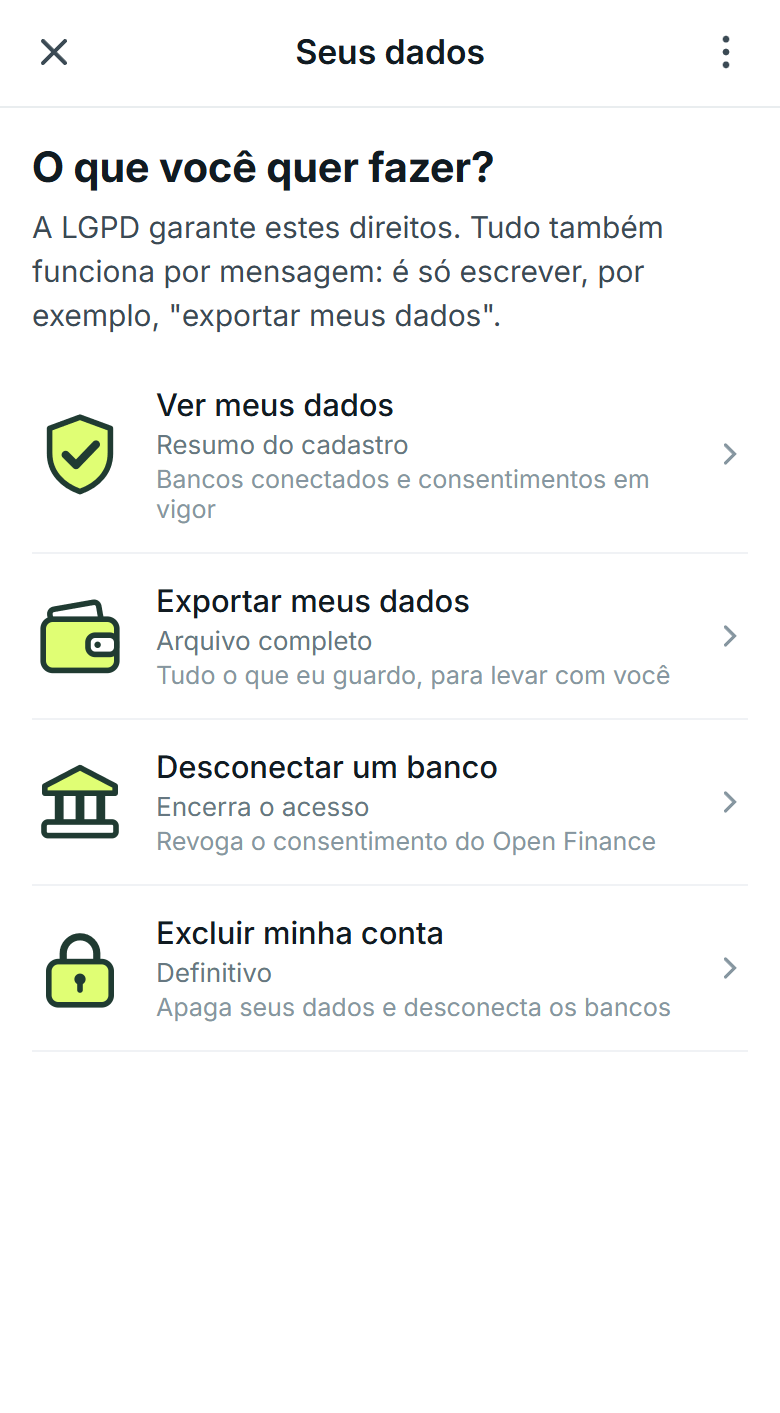 Seus dados
O que você quer fazer?
A LGPD garante estes direitos. Tudo também
funciona por mensagem: é só escrever, por
exemplo, "exportar meus dados".
Ver meus dados
Resumo do cadastro
Bancos conectados e consentimentos em
vigor
Exportar meus dados
Arquivo completo
Tudo o que eu guardo, para levar com você
Desconectar um banco
Encerra o acesso
Revoga o consentimento do Open Finance
Excluir minha conta
Definitivo
Apaga seus dados e desconecta os bancos